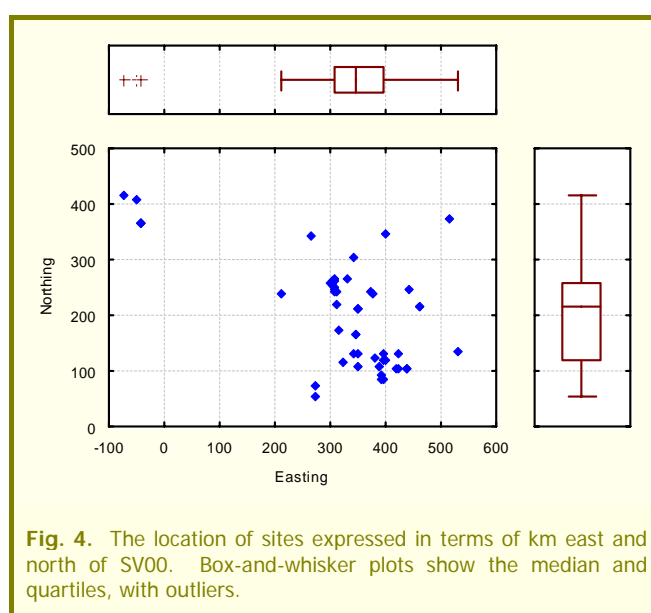 500
400
300
200
100
0
Northing
-100 0 100 200 300 400 500 600
Easting
Fig. 4. The location of sites expressed in terms of km east and
north of SV00. Box-and-whisker plots show the median and
quartiles, with outliers.